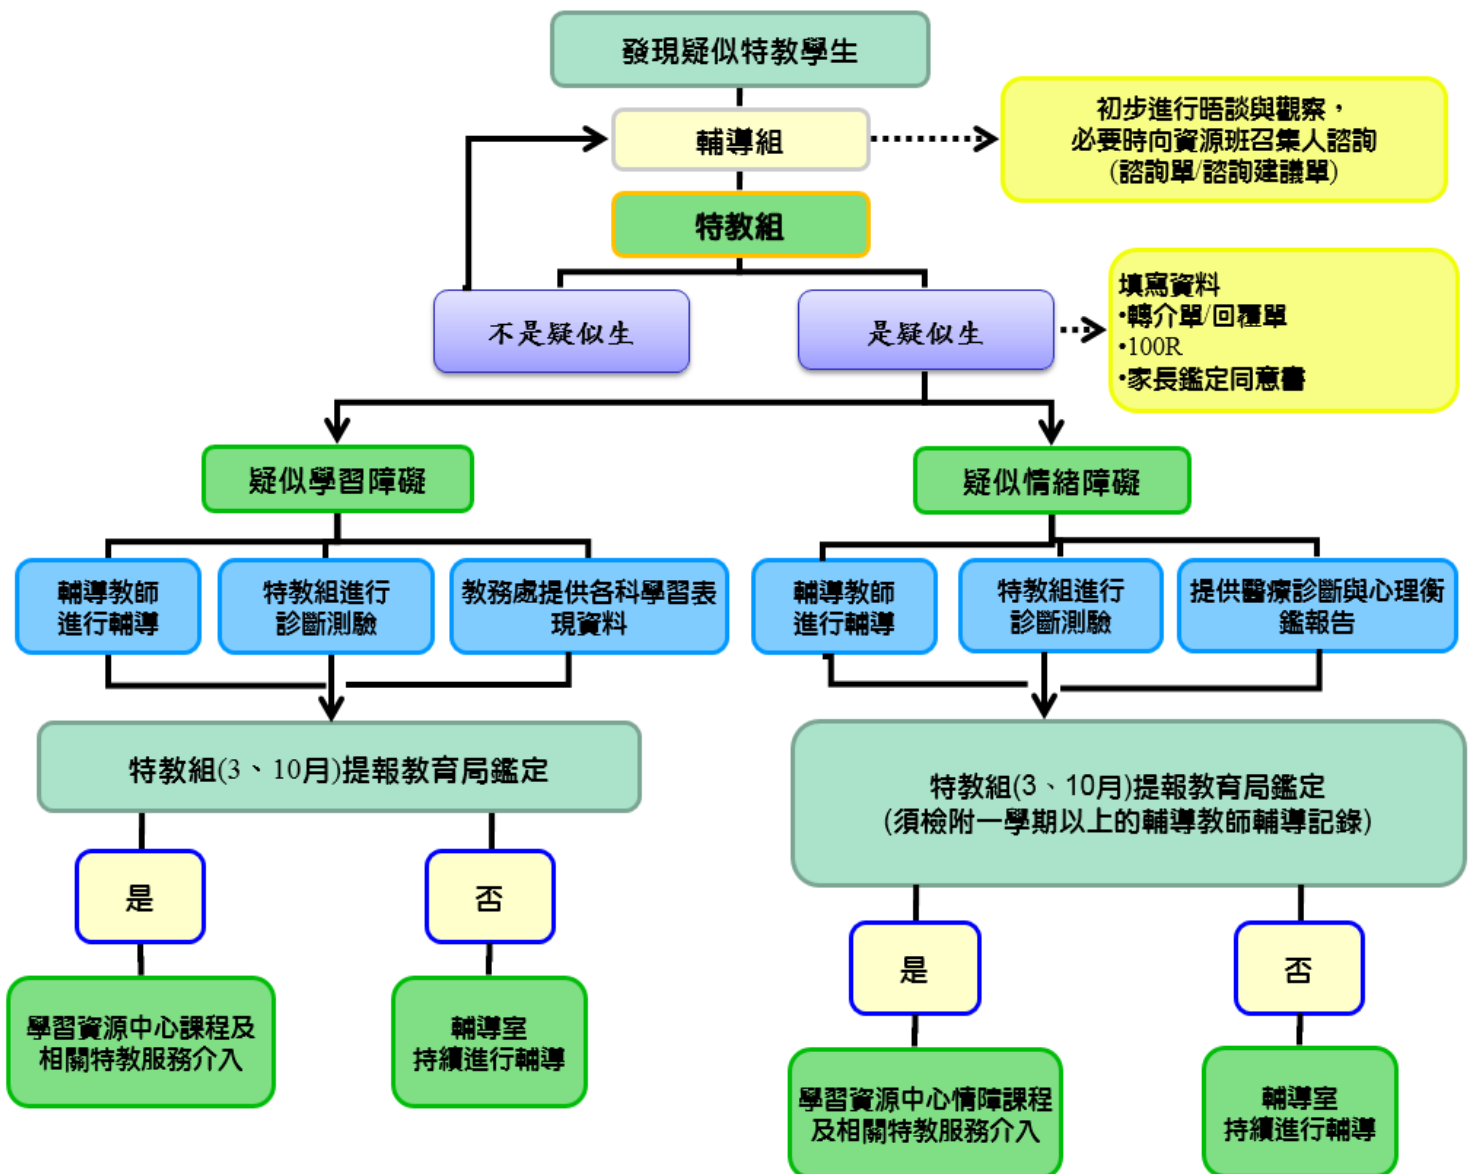 發現疑似特教學生
輔導組
初步進行晤談與觀察，
必要時向資源班召集人諮詢
(諮詢單/諮詢建議單)
特教組
不是疑似生
是疑似生
填寫資料
•轉介單/回覆單
•100R
•家長鑑定同意書
疑似學習障礙
疑似情緒障礙
輔導教師
進行輔導
特教組進行
診斷測驗
教務處提供各科學習表
現資料
輔導教師
進行輔導
特教組進行
診斷測驗
提供醫療診斷與心理衡
鑑報告
特教組(3、10月)提報教育局鑑定
特教組(3、10月)提報教育局鑑定
(須檢附一學期以上的輔導教師輔導記錄)
是
否
是
否
學習資源中心課程及
相關特教服務介入
輔導室
持續進行輔導
學習資源中心情障課程
及相關特教服務介入
輔導室
持續進行輔導